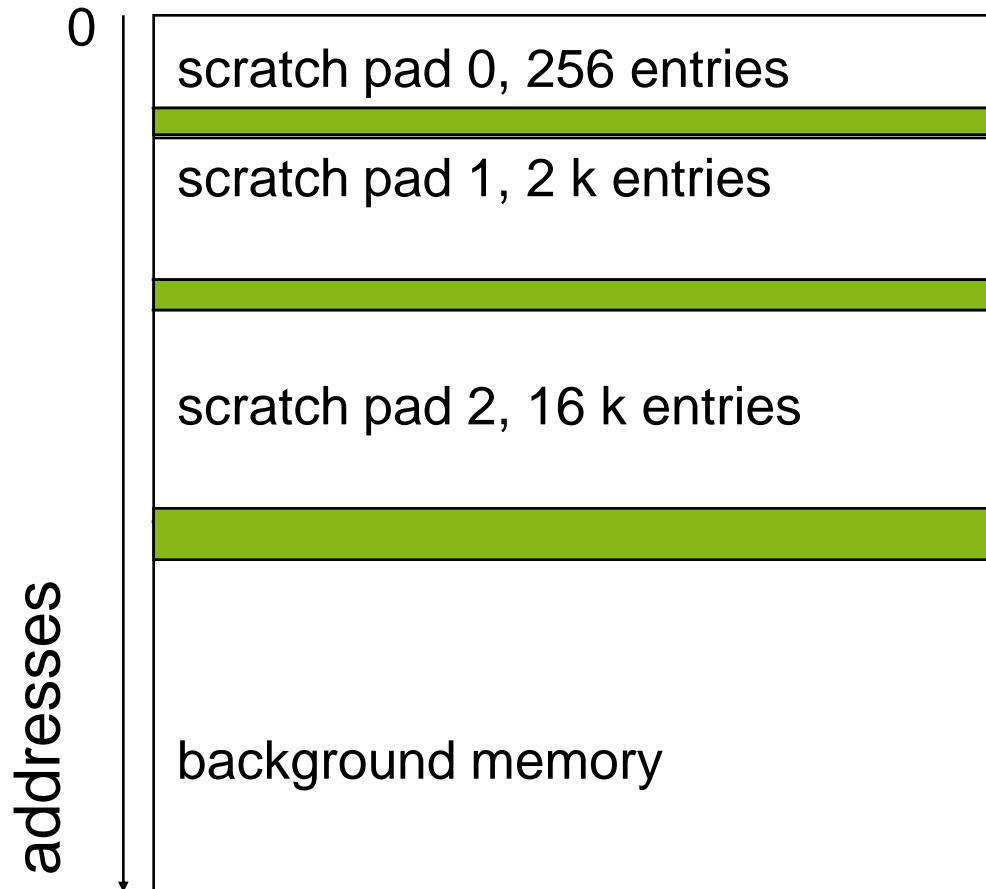 0
scratch pad 0, 256 entries
scratch pad 1, 2 k entries
scratch pad 2, 16 k entries
background memory
addresses